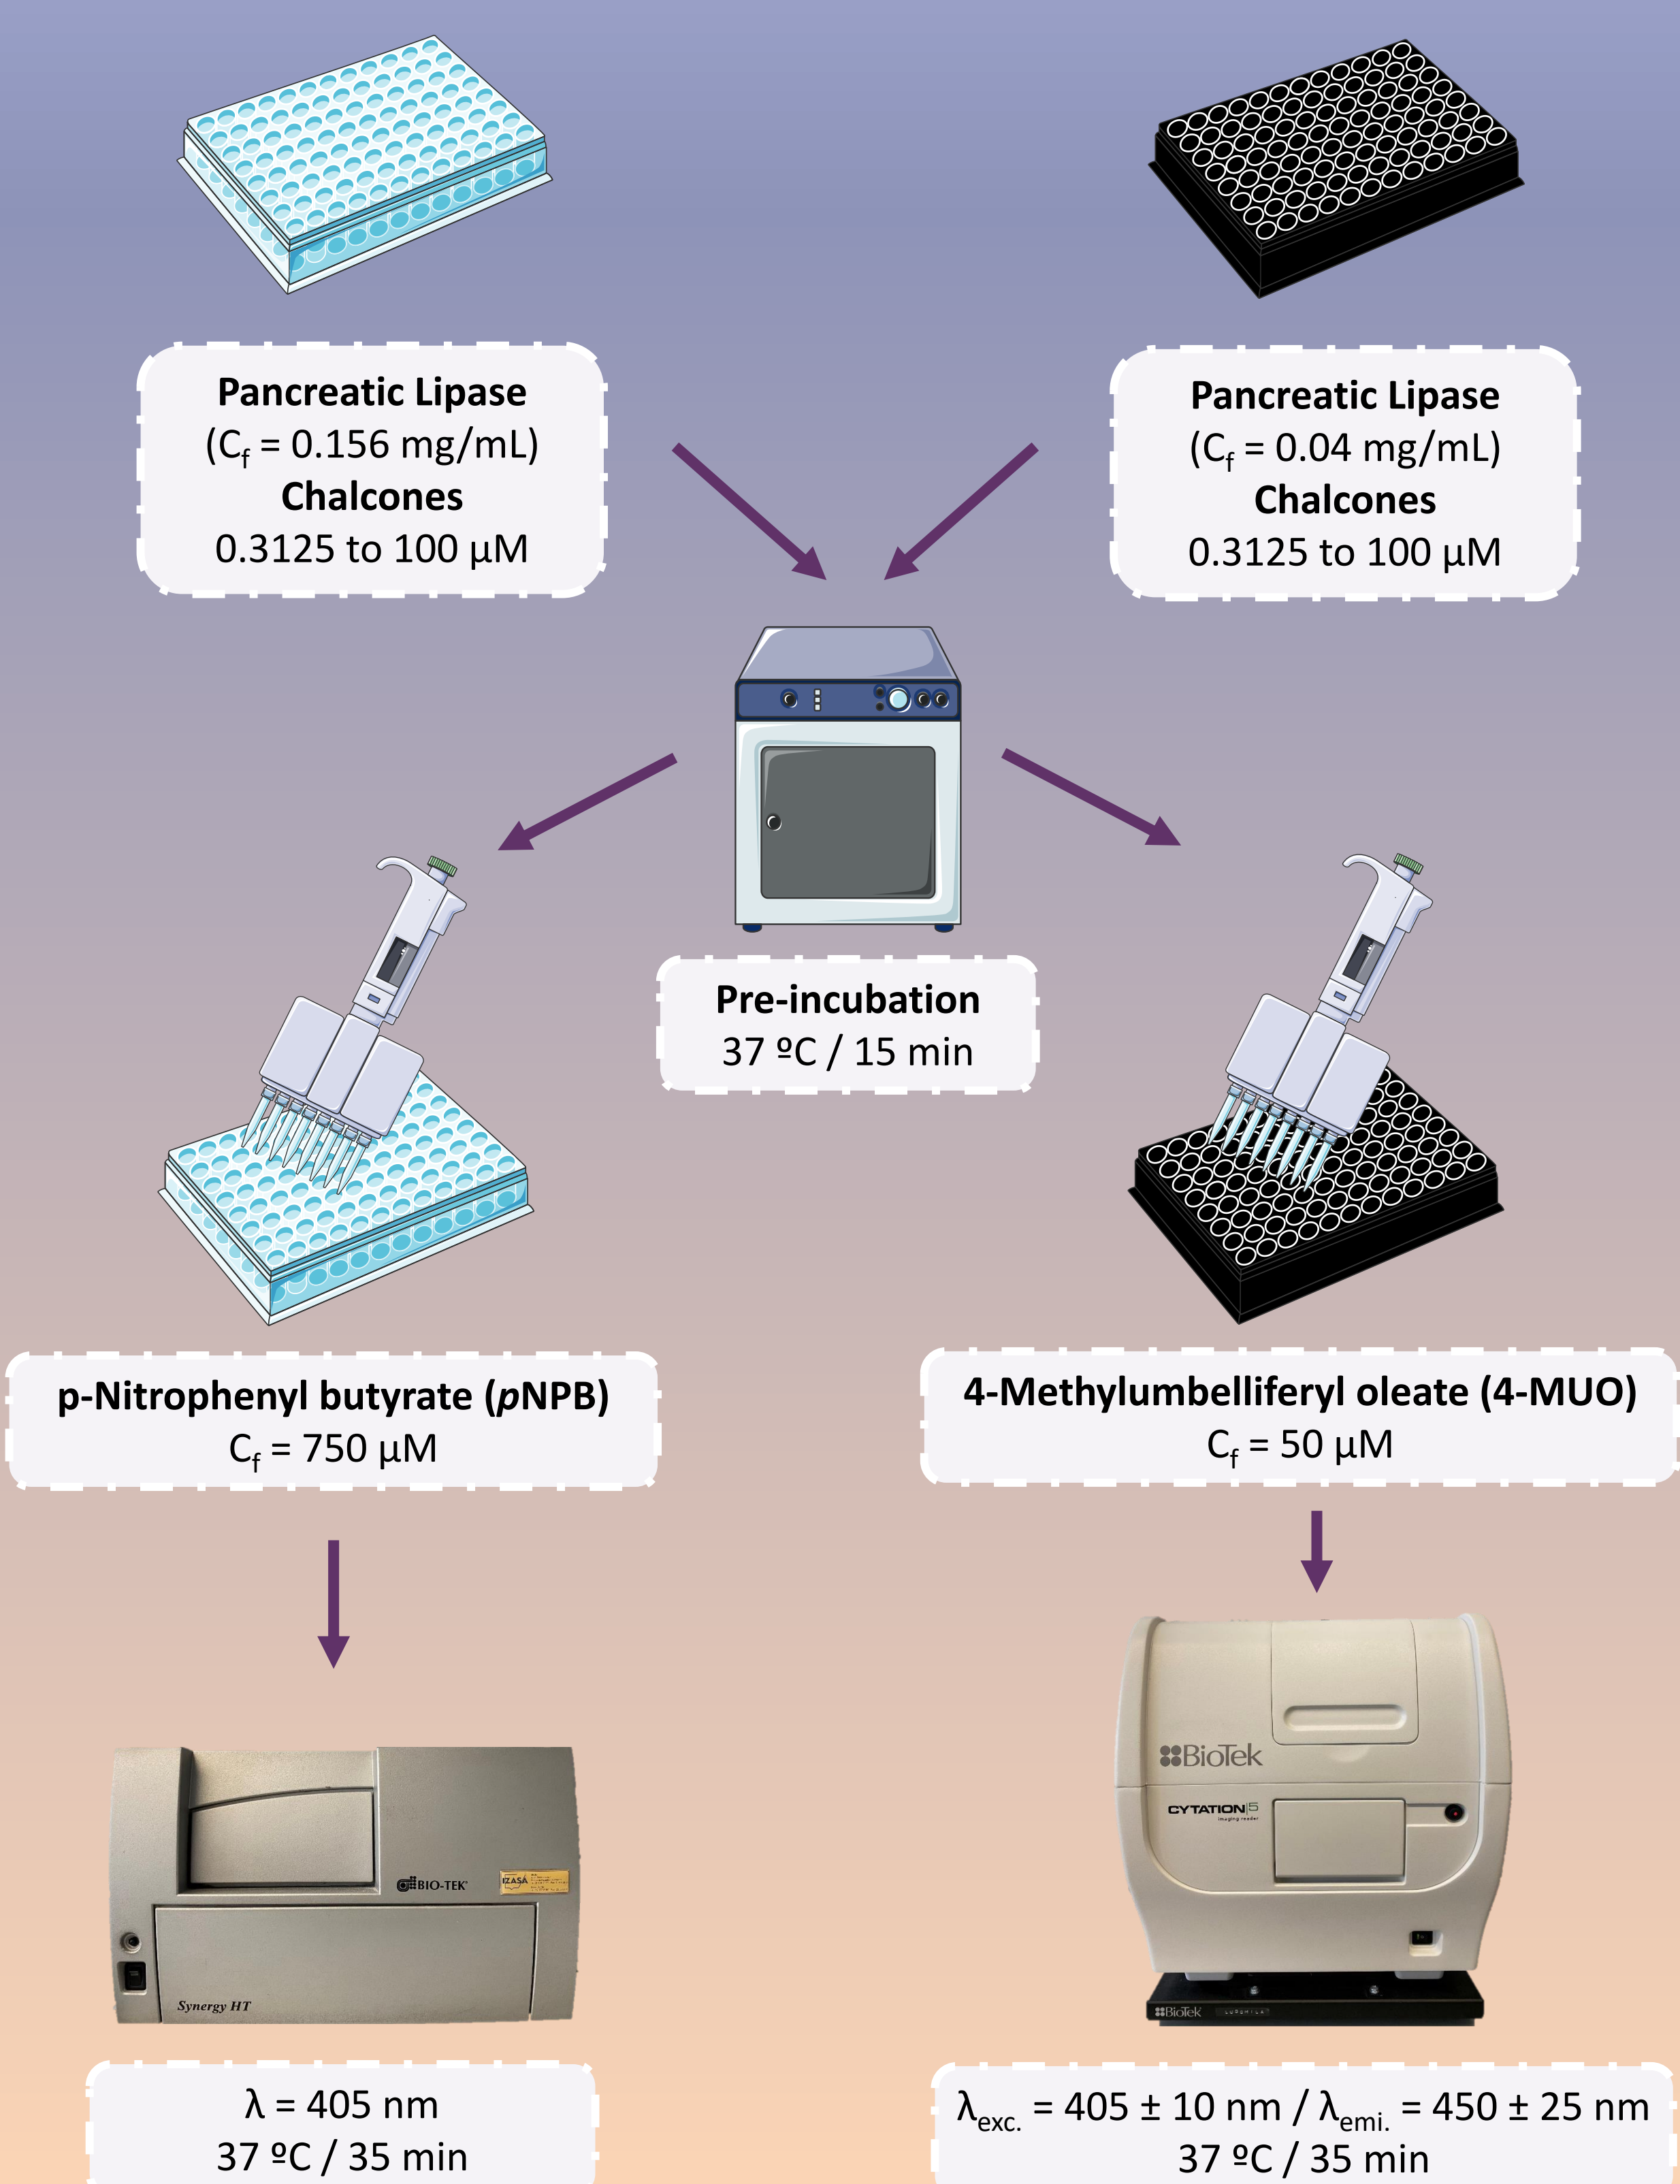 Pancreatic Lipase
(Cf = 0.156 mg/mL)
Chalcones
0.3125 to 100 µM
Pancreatic Lipase
(Cf = 0.04 mg/mL)
Chalcones
0.3125 to 100 µM
Pre-incubation
37 ºC / 15 min
p-Nitrophenyl butyrate (pNPB)
Cf = 750 µM
4-Methylumbelliferyl oleate (4-MUO)
Cf = 50 µM
BIO-TEK
IZASA
Synergy HT
BioTek
CYTATION 5
imaging reader
BioTek
λ = 405 nm
37 ºC / 35 min
λexc. = 405 ± 10 nm / λemi. = 450 ± 25 nm
37 ºC / 35 min